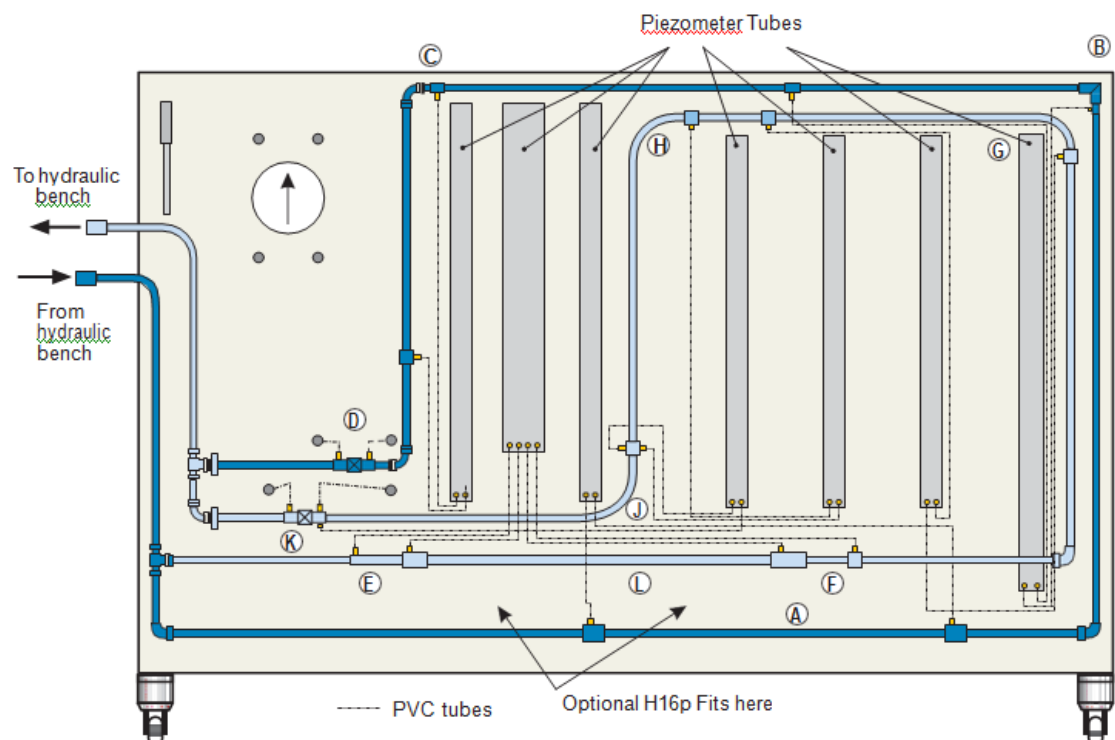 Piezometer Tubes
Ⓒ
Ⓑ
Ⓗ
Ⓖ
To hydraulic
bench
From
hydraulic
bench
Ⓓ
Ⓙ
Ⓚ
Ⓔ
Ⓛ
Ⓕ
Ⓐ
PVC tubes
Optional H16p Fits here